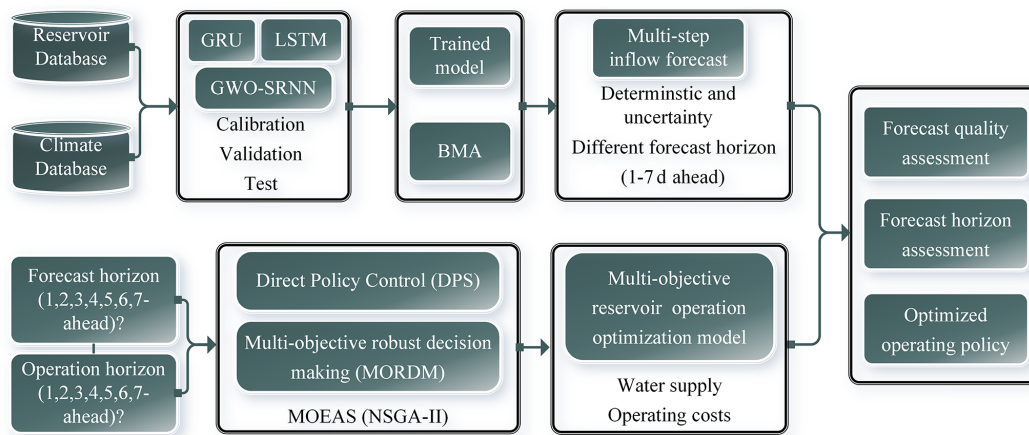 Reservoir
Database
Climate
Database
GRU
LSTM
GWO-SRNN
Calibration
Validation
Test
Trained
model
BMA
Multi-step
inflow forecast
Determinstic and
uncertainty
Different forecast horizon
(1-7 d ahead)
Forecast horizon
(1,2,3,4,5,6,7-
ahead)?
Operation horizon
(1,2,3,4,5,6,7-
ahead)?
Direct Policy Control (DPS)
Multi-objective robust decision
making (MORDM)
MOEAS (NSGA-II)
Multi-objective
reservoir operation
optimization model
Water supply
Operating costs
Forecast quality
assessment
Forecast horizon
assessment
Optimized
operating policy